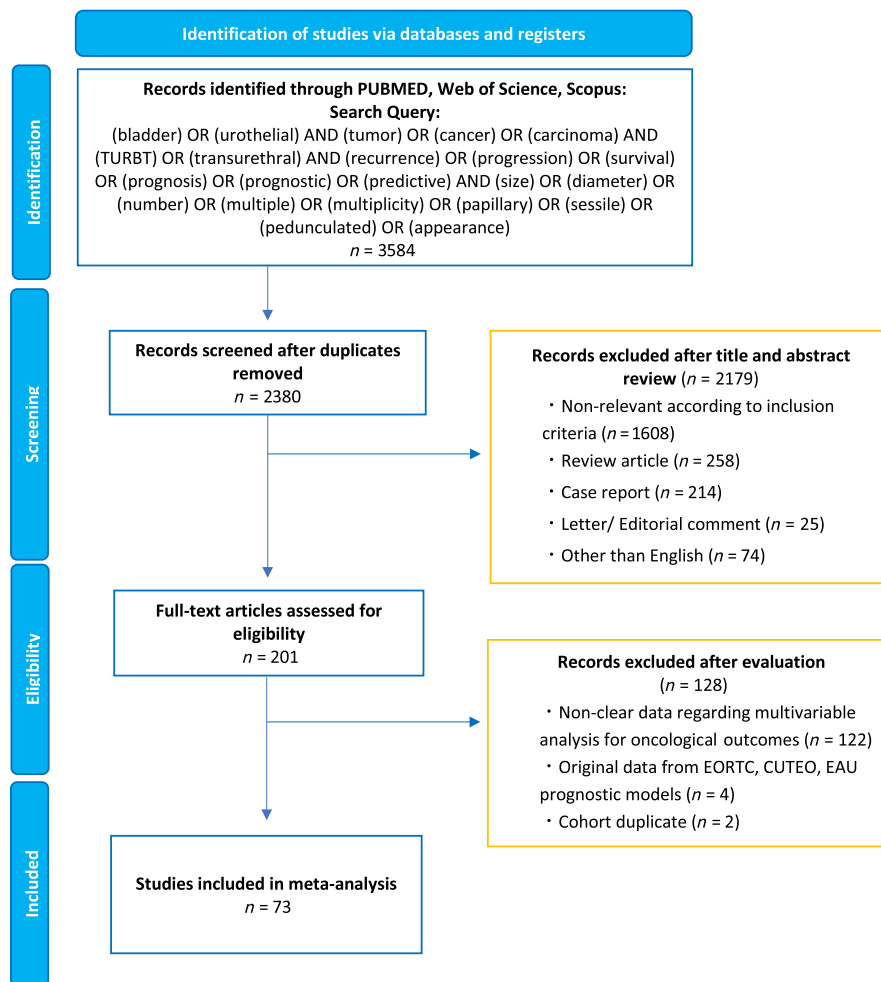 Identification of studies via databases and registers
Identification
Records identified through PUBMED, Web of Science, Scopus:
Search Query:
(bladder) OR (urothelial) AND (tumor) OR (cancer) OR (carcinoma) AND
(TURBT) OR (transurethral) AND (recurrence) OR (progression) OR (survival)
OR (prognosis) OR (prognostic) OR (predictive) AND (size) OR (diameter) OR
(number) OR (multiple) OR (multiplicity) OR (papillary) OR (sessile) OR
(pedunculated) OR (appearance)
n = 3584
Screening
Records screened after duplicates
removed
n = 2380
Records excluded after title and abstract
review (n = 2179)
・Non-relevant according to inclusion
criteria (n = 1608)
・Review article (n = 258)
・Case report (n = 214)
・Letter/ Editorial comment (n = 25)
・Other than English (n = 74)
Eligibility
Full-text articles assessed for
eligibility
n = 201
Records excluded after evaluation
(n = 128)
・Non-clear data regarding multivariable
analysis for oncological outcomes (n = 122)
・Original data from EORTC, CUTEO, EAU
prognostic models (n = 4)
・Cohort duplicate (n = 2)
Included
Studies included in meta-analysis
n = 73